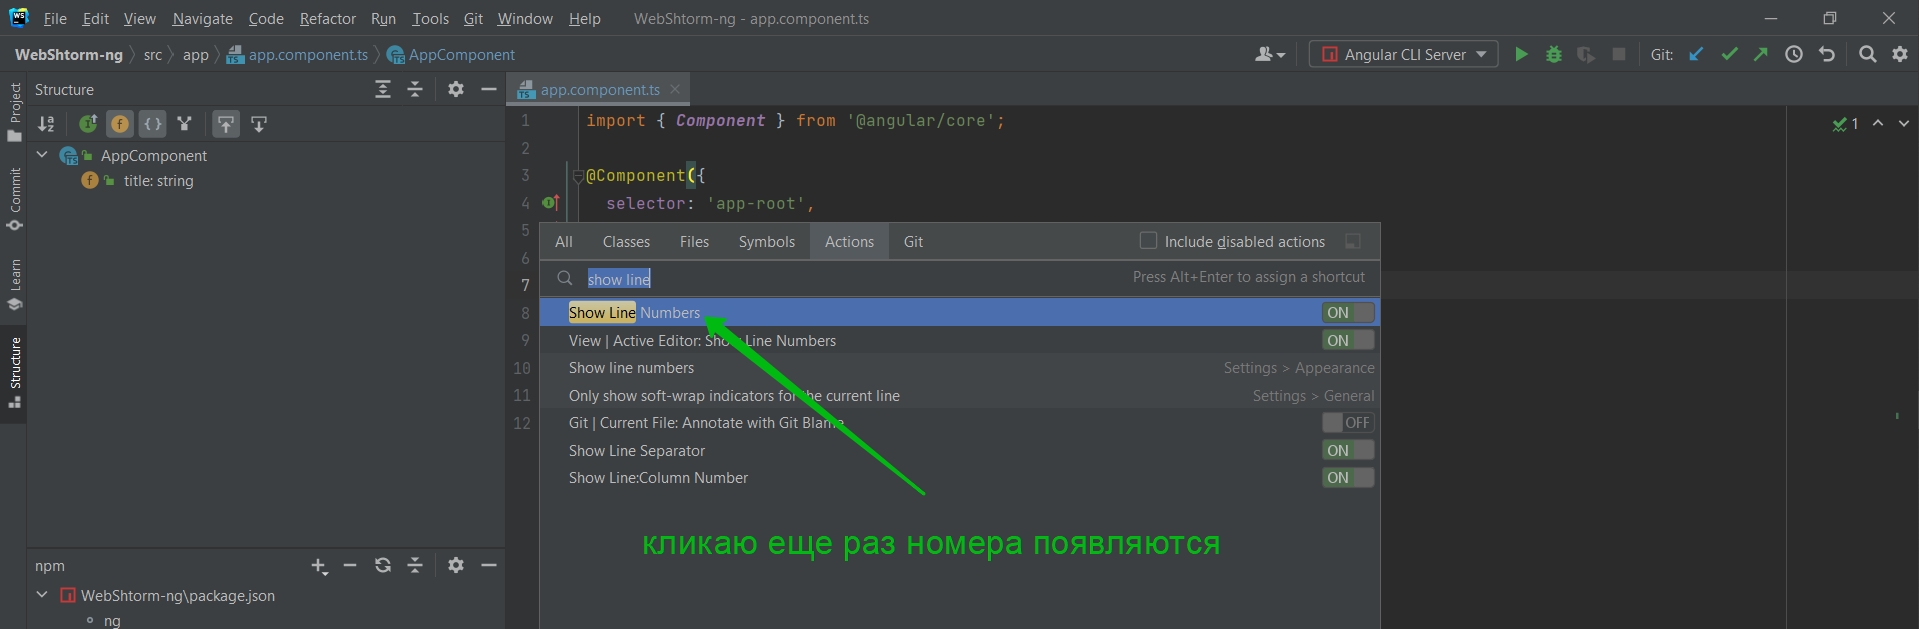 WS File Edit View Navigate Code Refactor Run Tools Git Window Help WebShtorm-ng - app.component.ts
WebShtorm-ng src app app.component.ts AppComponent Angular CLI Server Git:
Project
Commit
Learn
Structure
Structure
AppComponent
title: string
npm
WebShtorm-ng\package.json
ng
app.component.ts
1 import { Component } from '@angular/core';
2
3 @Component({
4 selector: 'app-root',
5
6
7
8
9
10
11
12
1
All Classes Files Symbols Actions Git Include disabled actions
show line Press Alt+Enter to assign a shortcut
Show Line Numbers ON
View | Active Editor: Show Line Numbers ON
Show line numbers Settings > Appearance
Only show soft-wrap indicators for the current line Settings > General
Git | Current File: Annotate with Git Blame OFF
Show Line Separator ON
Show Line:Column Number ON
кликаю еще раз номера появляются